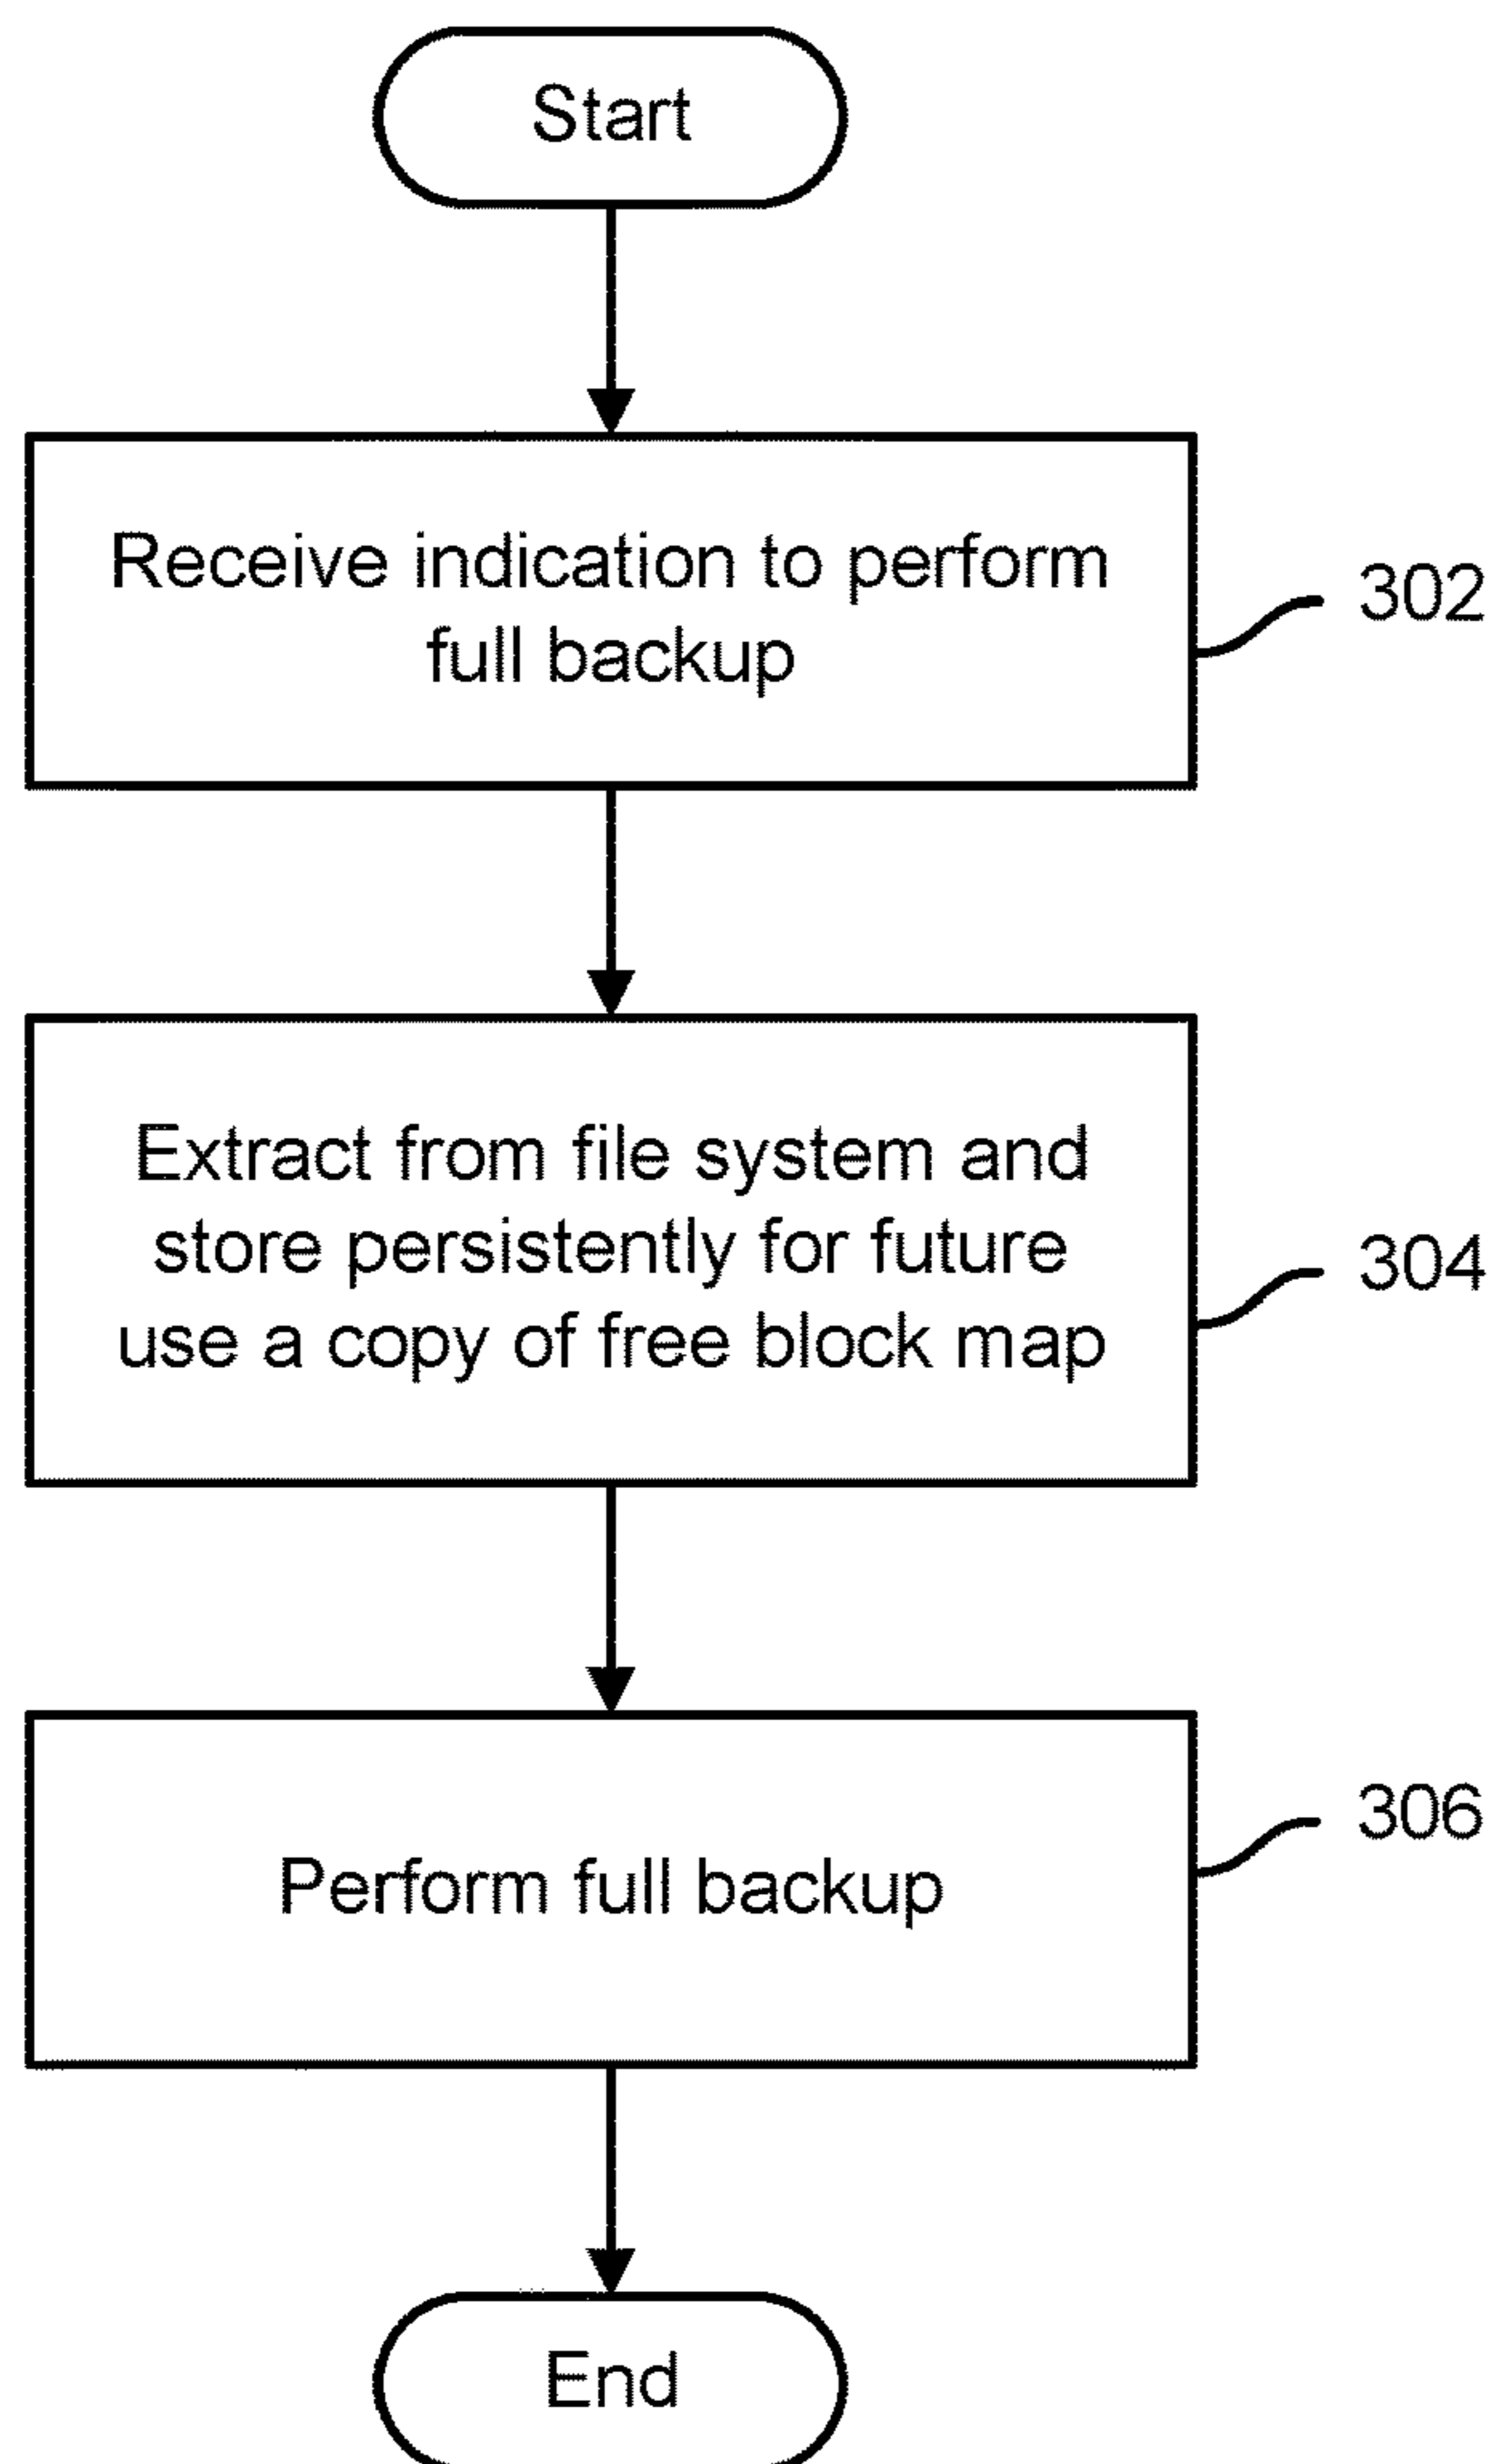 Start
Receive indication to perform
full backup
302
Extract from file system and
store persistently for future
use a copy of free block map
304
Perform full backup
306
End